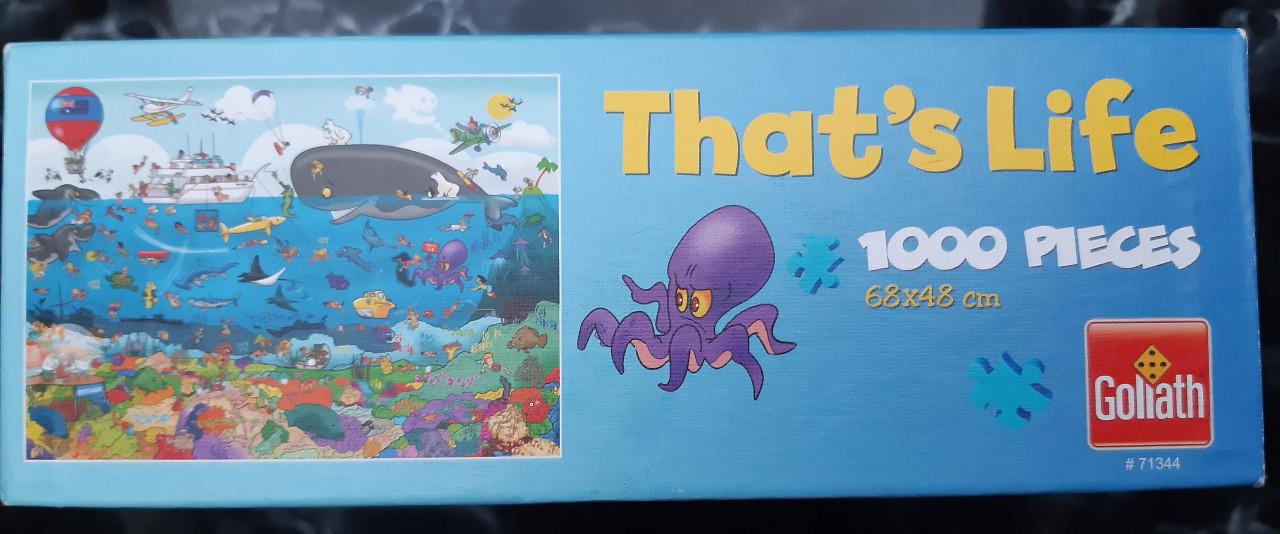 That's Life
1000 PIECES
68x48 cm
Goliath
# 71344